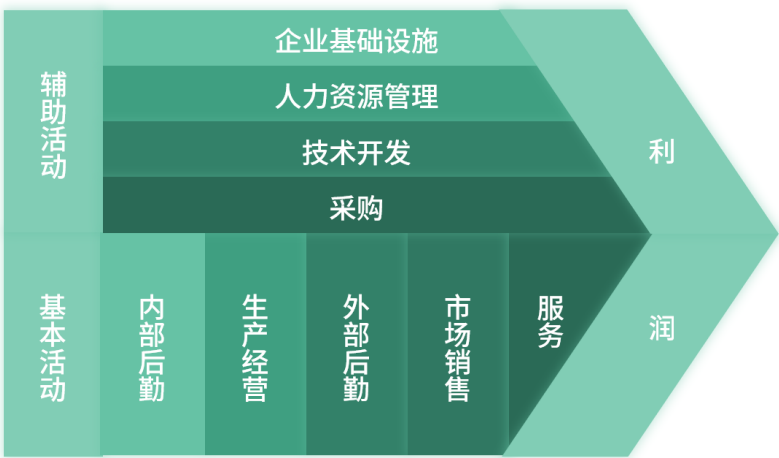 辅助活动
企业基础设施
人力资源管理
技术开发
采购
基本活动
内部后勤
生产经营
外部后勤
市场销售
服务
利润